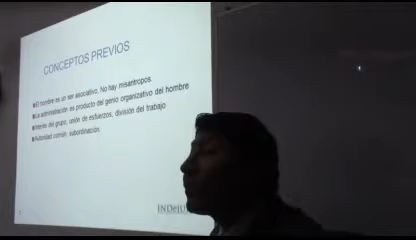 CONCEPTOS PREVIOS
El hombre es un ser asociativo. No hay misántropos.
La administración es producto del genio organizativo del hombre
Interés del grupo, unión de esfuerzos, división del trabajo
Autoridad común, subordinación.